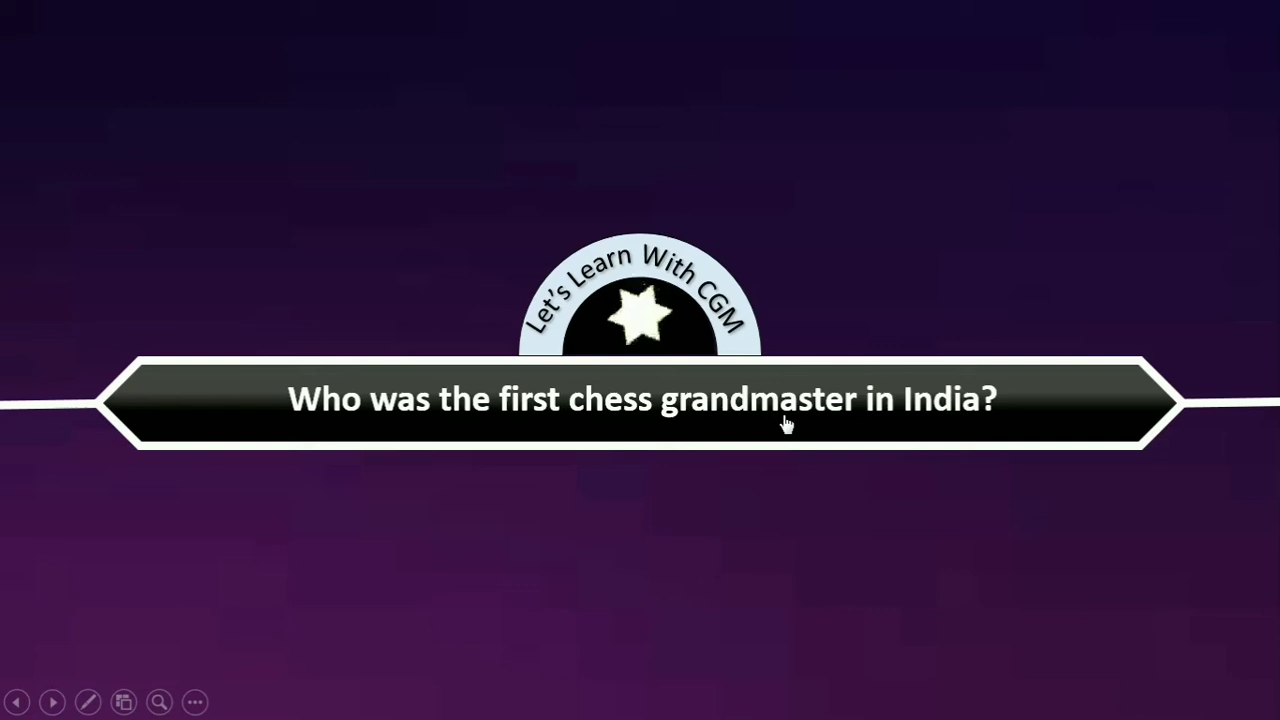 Let's Learn With CGM
Who was the first chess grandmaster in India?